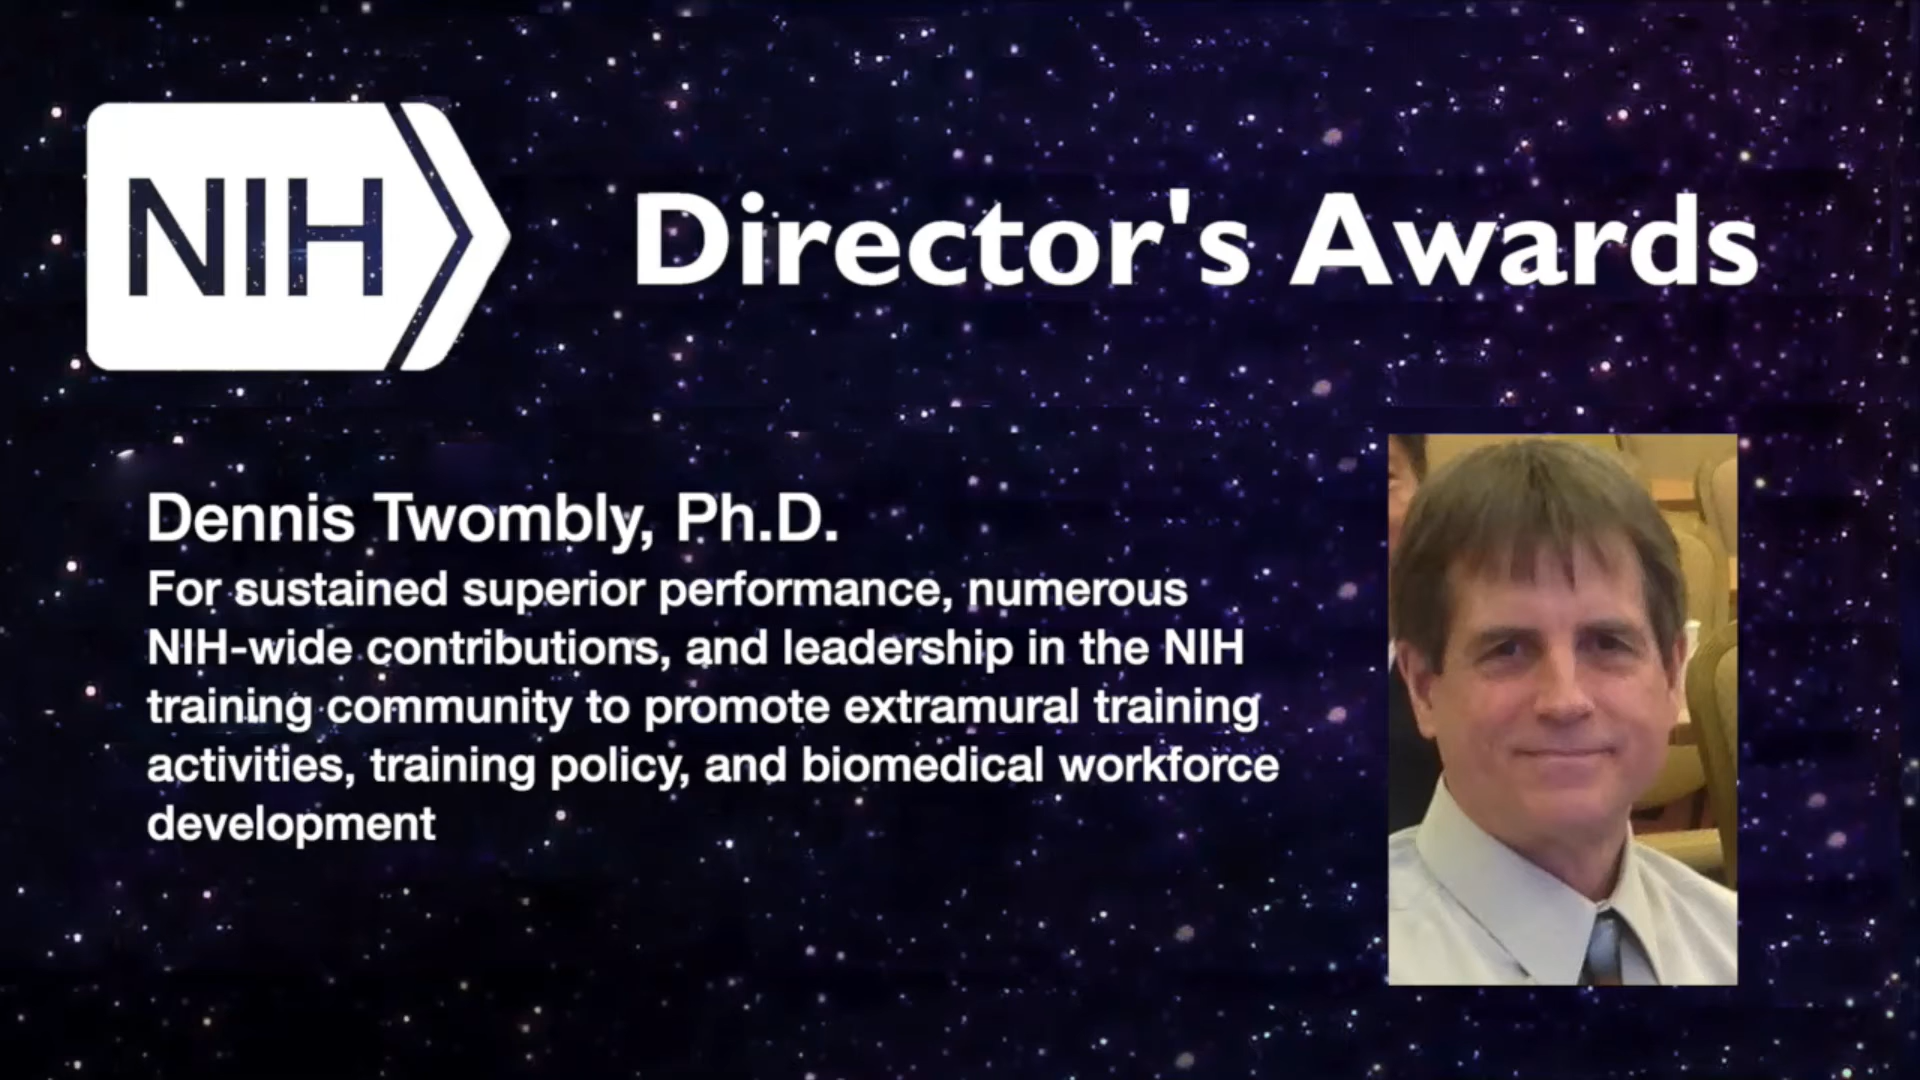 NIH
Director's Awards
Dennis Twombly, Ph.D.
For sustained superior performance, numerous
NIH-wide contributions, and leadership in the NIH
training community to promote extramural training
activities, training policy, and biomedical workforce
development